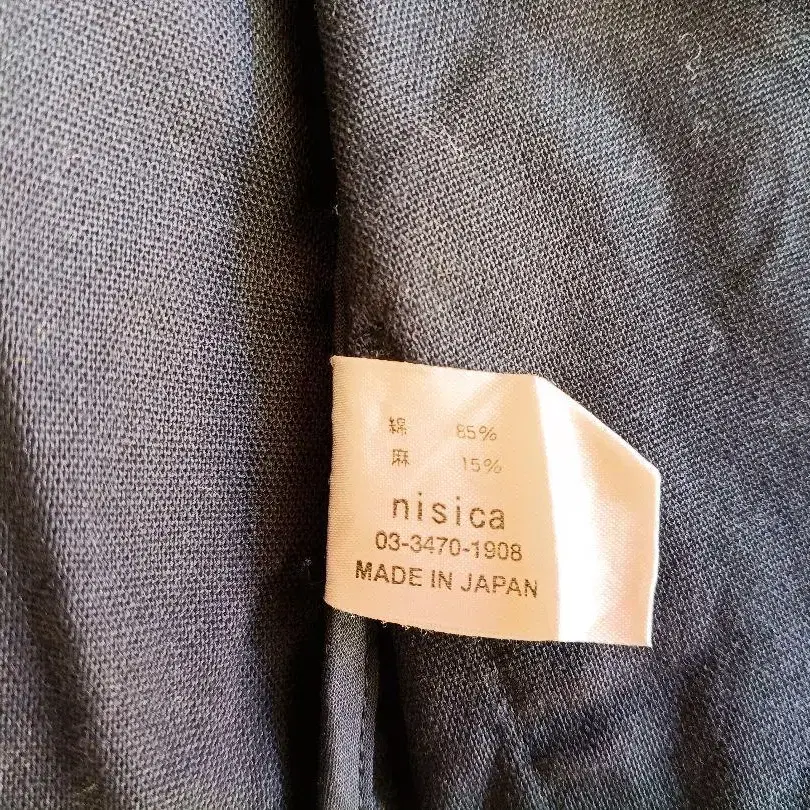 綿 85%
麻 15%
nisica
03-3470-1908
MADE IN JAPAN